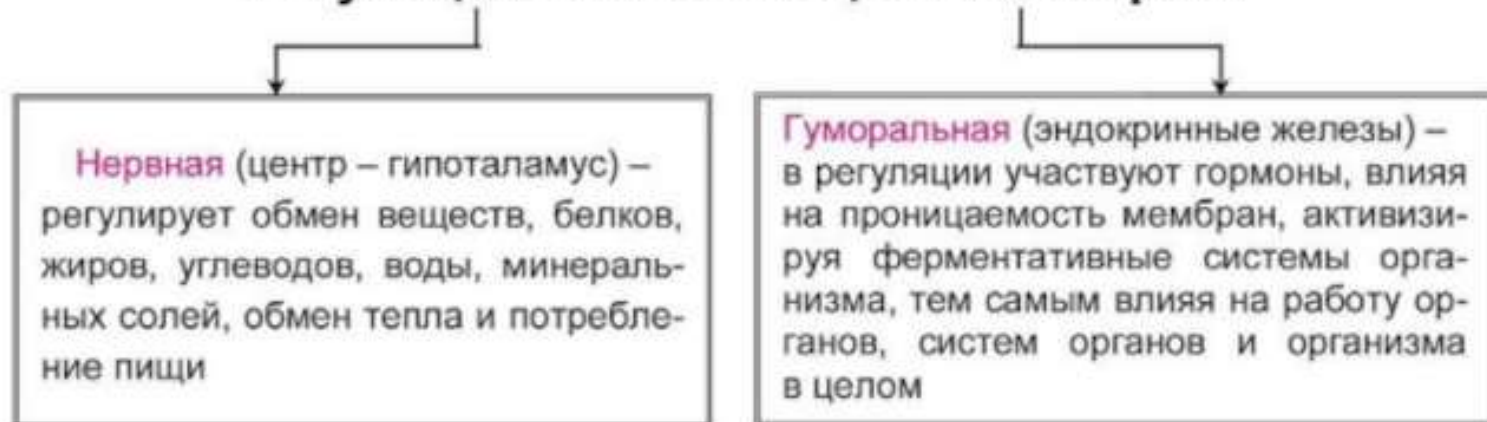 Нервная (центр – гипоталамус) –
регулирует обмен веществ, белков,
жиров, углеводов, воды, минераль-
ных солей, обмен тепла и потребле-
ние пищи
Гуморальная (эндокринные железы) –
в регуляции участвуют гормоны, влияя
на проницаемость мембран, активизи-
руя ферментативные системы орга-
низма, тем самым влияя на работу ор-
ганов, систем органов и организма
в целом